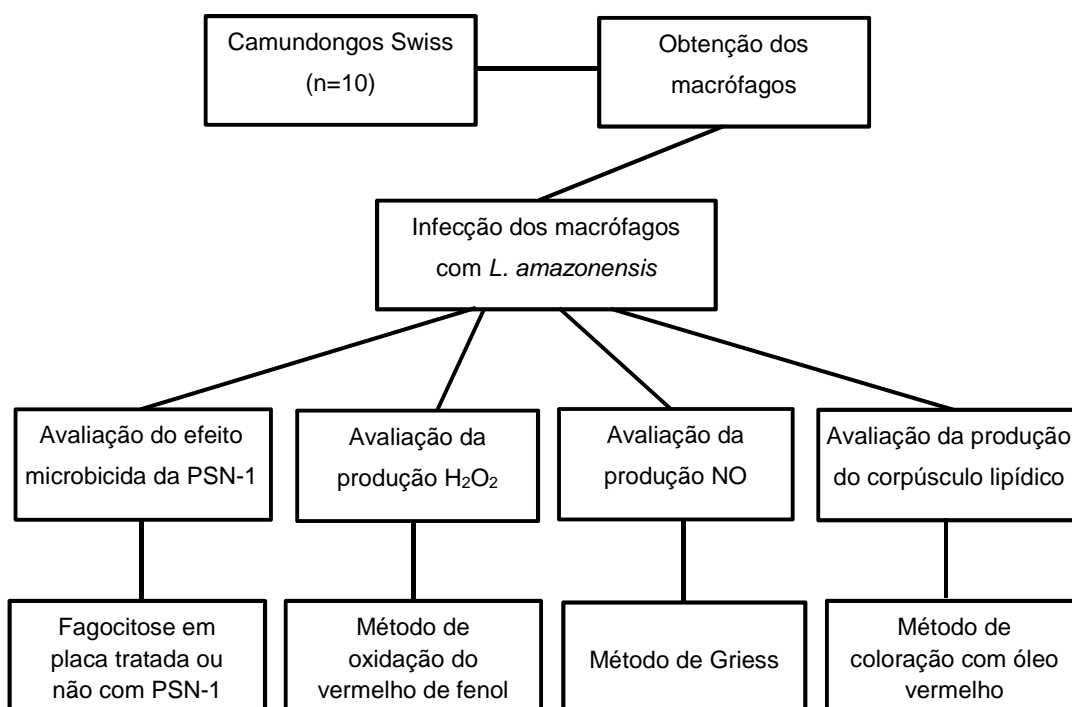 Camundongos Swiss
(n=10)
Obtenção dos
macrófagos
Infecção dos macrófagos
com L. amazonensis
Avaliação do efeito
microbicida da PSN-1
Avaliação da
produção H₂O₂
Avaliação da
produção NO
Avaliação da produção
do corpúsculo lipídico
Fagocitose em
placa tratada ou
não com PSN-1
Método de
oxidação do
vermelho de fenol
Método de Griess
Método de
coloração com óleo
vermelho